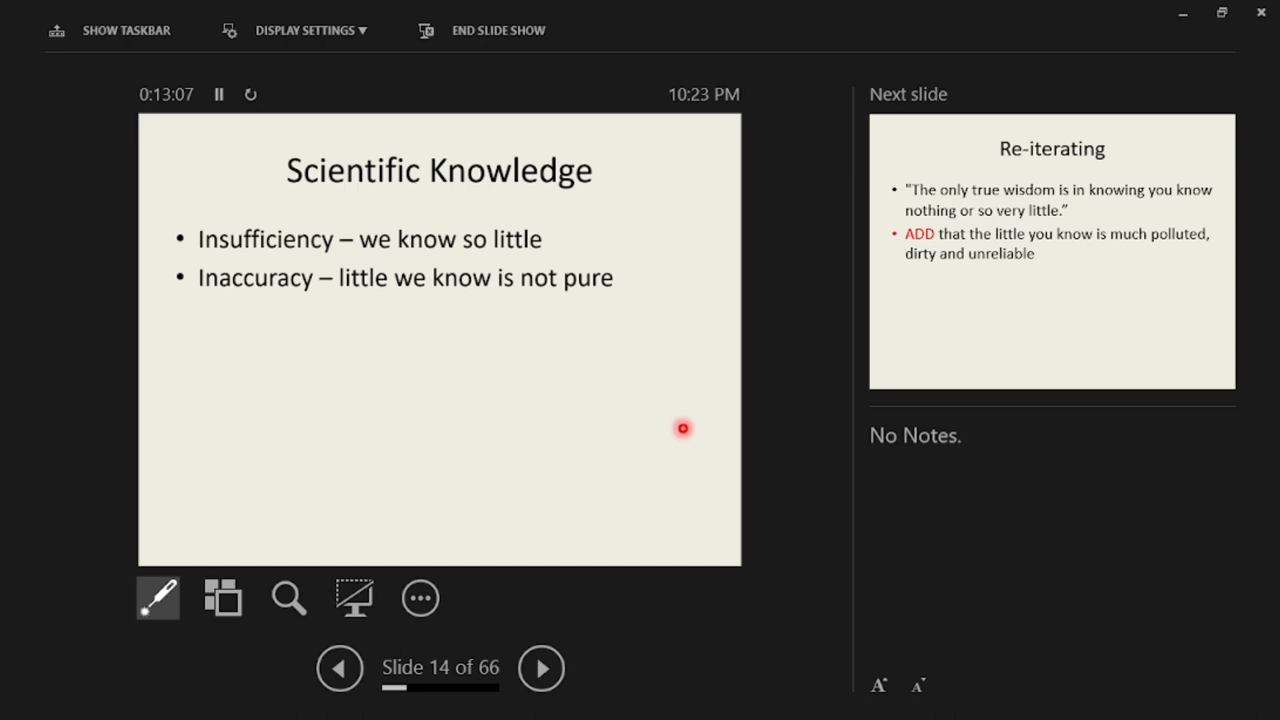 SHOW TASKBAR
DISPLAY SETTINGS ▼
END SLIDE SHOW
0:13:07
10:23 PM
Scientific Knowledge
• Insufficiency – we know so little
• Inaccuracy – little we know is not pure
Slide 14 of 66
Next slide
Re-iterating
• "The only true wisdom is in knowing you know
nothing or so very little.”
• ADD that the little you know is much polluted,
dirty and unreliable
No Notes.
A A